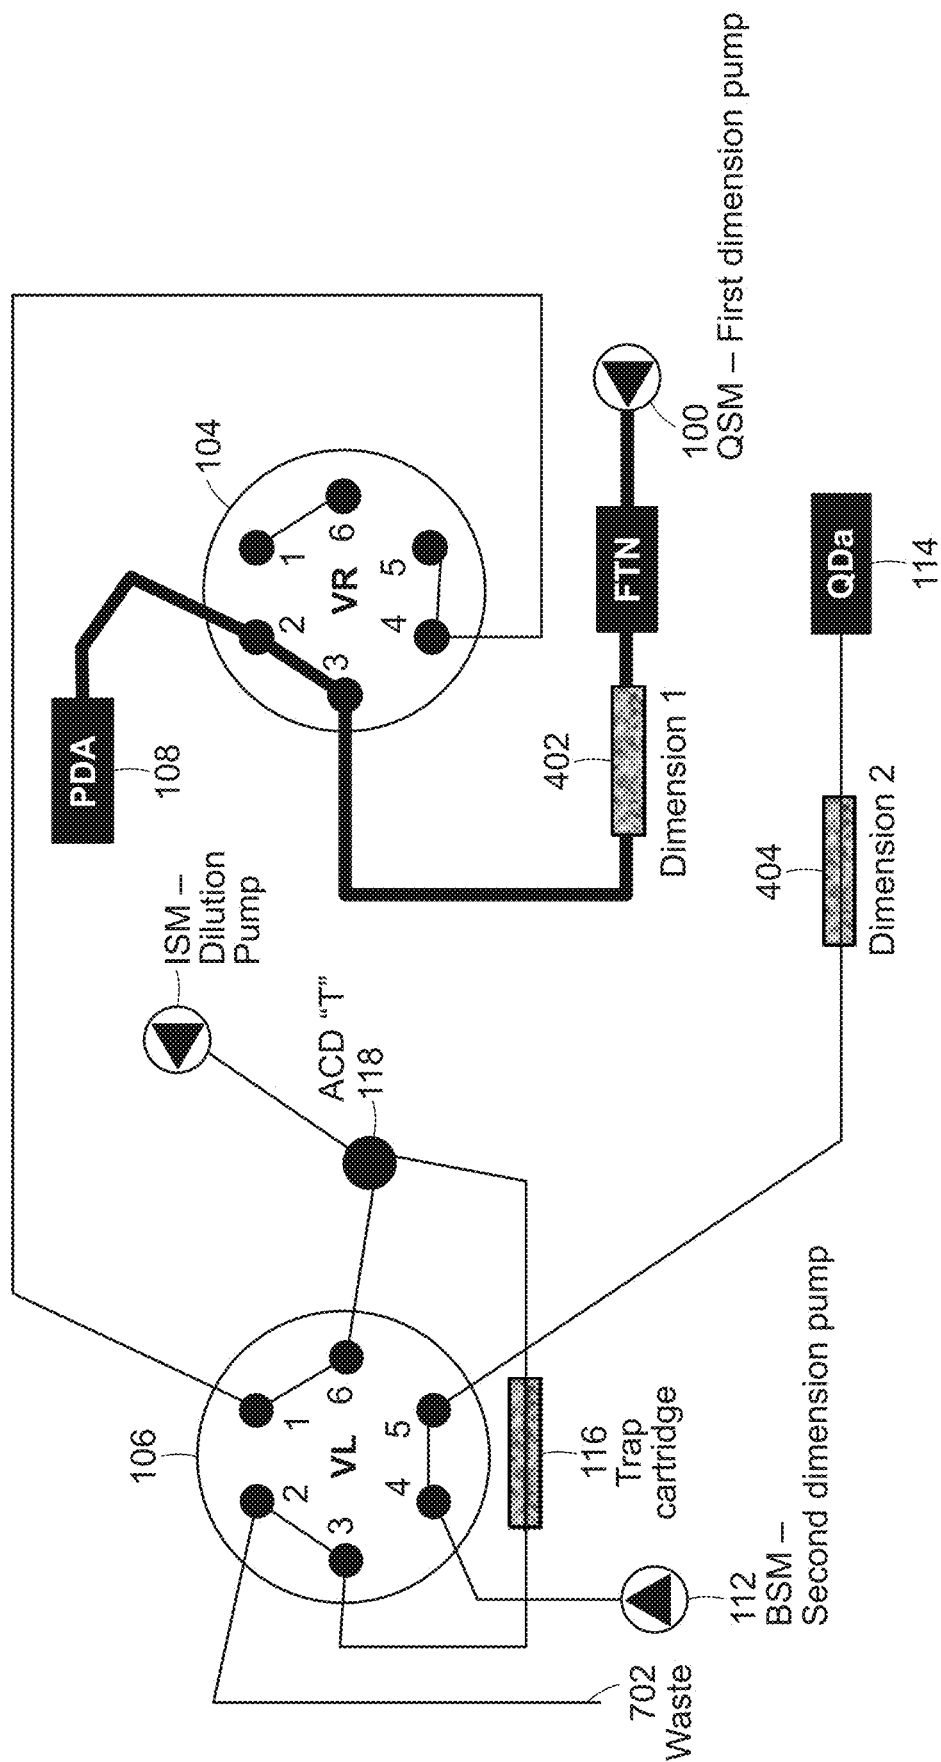 106
1
2
3
4
5
6
VL
702
Waste
112
BSM –
Second dimension pump
116
Trap
cartridge
ACD “T”
118
ISM –
Dilution
Pump
PDA
108
104
1
2
3
4
5
6
VR
402
Dimension 1
FTN
100
QSM – First dimension pump
404
Dimension 2
QDa
114